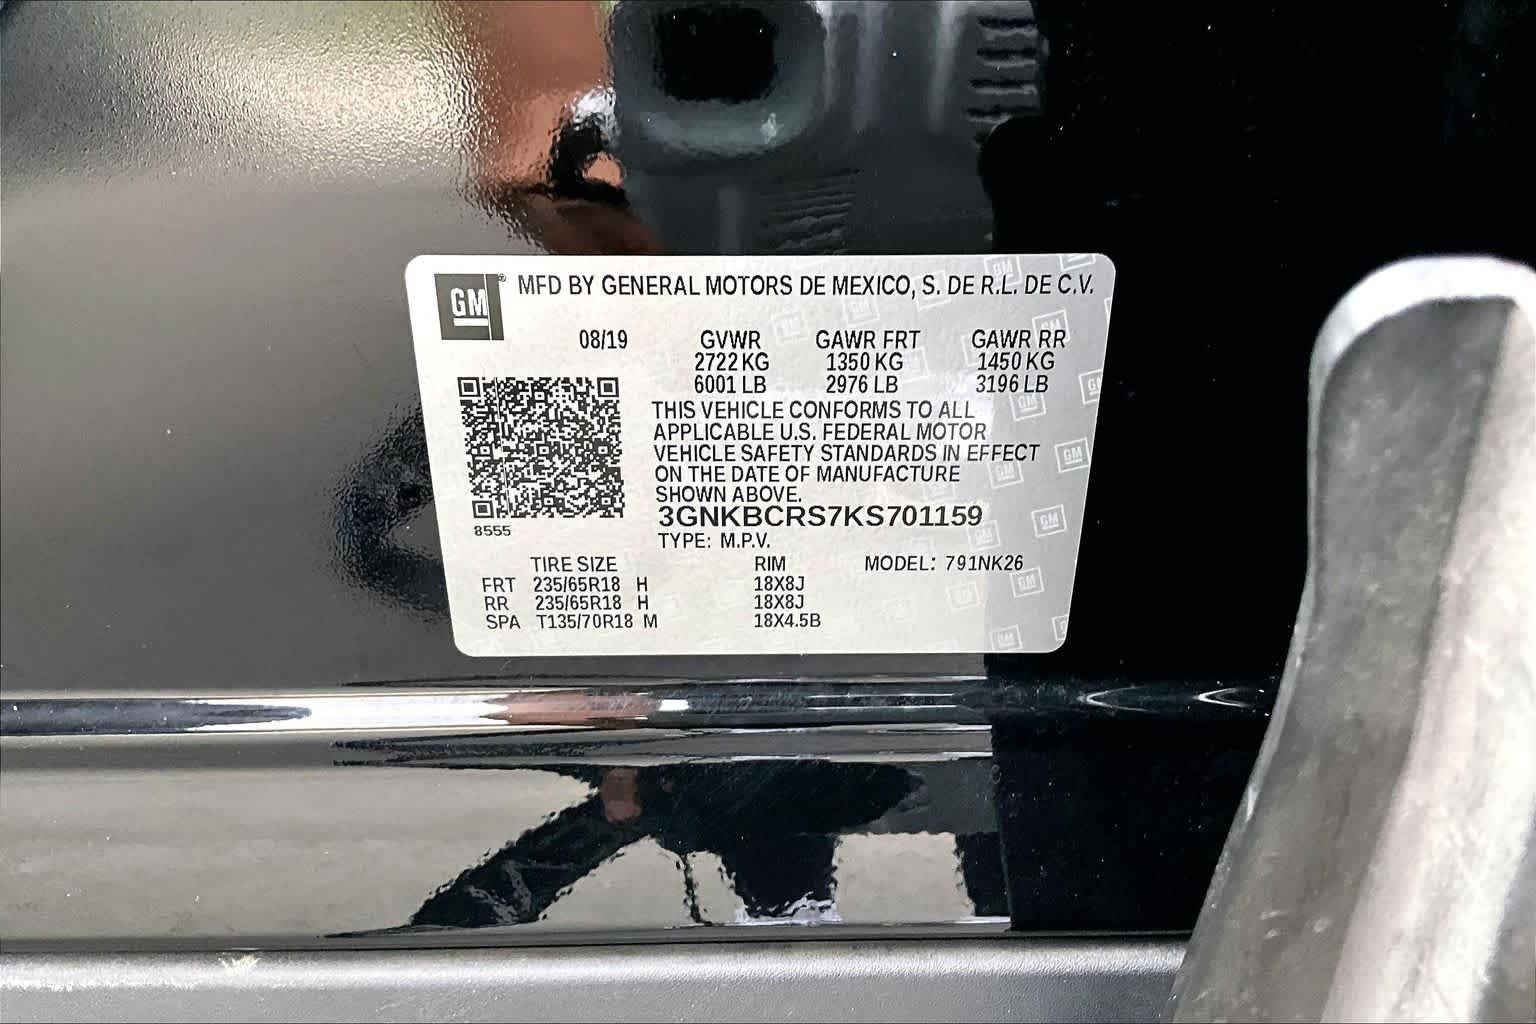 GM® MFD BY GENERAL MOTORS DE MEXICO, S. DE R.L. DE C.V.
08/19 GVWR GAWR FRT GAWR RR
2722 KG 1350 KG 1450 KG
6001 LB 2976 LB 3196 LB
THIS VEHICLE CONFORMS TO ALL
APPLICABLE U.S. FEDERAL MOTOR
VEHICLE SAFETY STANDARDS IN EFFECT
ON THE DATE OF MANUFACTURE
SHOWN ABOVE.
3GNKBCRS7KS701159
8555
TYPE: M.P.V.
TIRE SIZE RIM MODEL: 791NK26
FRT 235/65R18 H 18X8J
RR 235/65R18 H 18X8J
SPA T135/70R18 M 18X4.5B